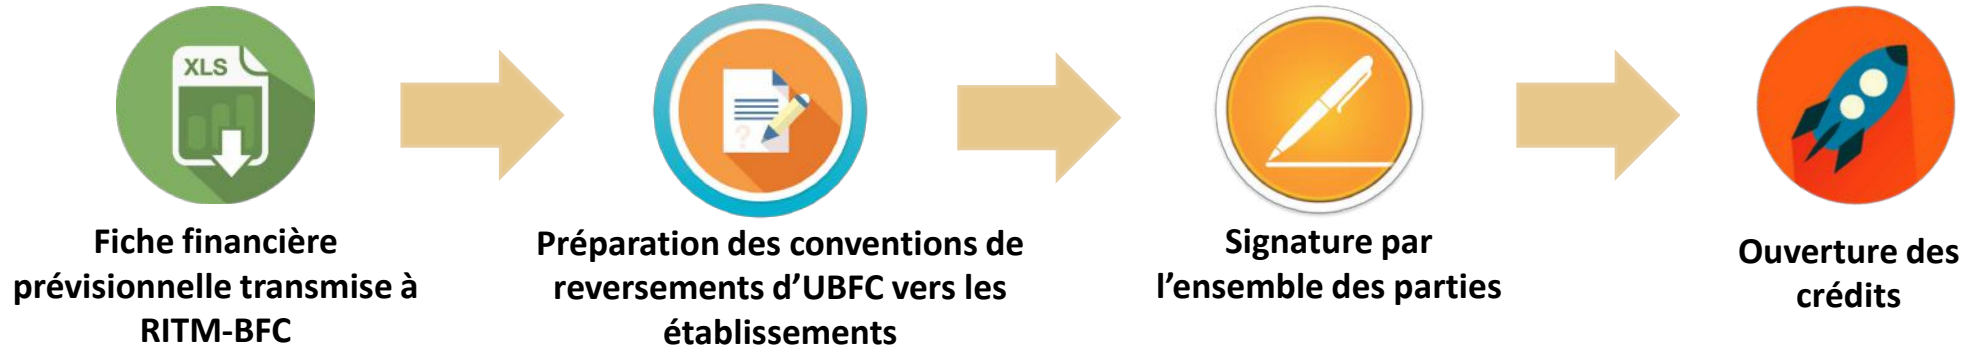 XLS
Fiche financière
prévisionnelle transmise à
RITM-BFC
?
Préparation des conventions de
reversements d’UBFC vers les
établissements
Signature par
l’ensemble des parties
Ouverture des
crédits